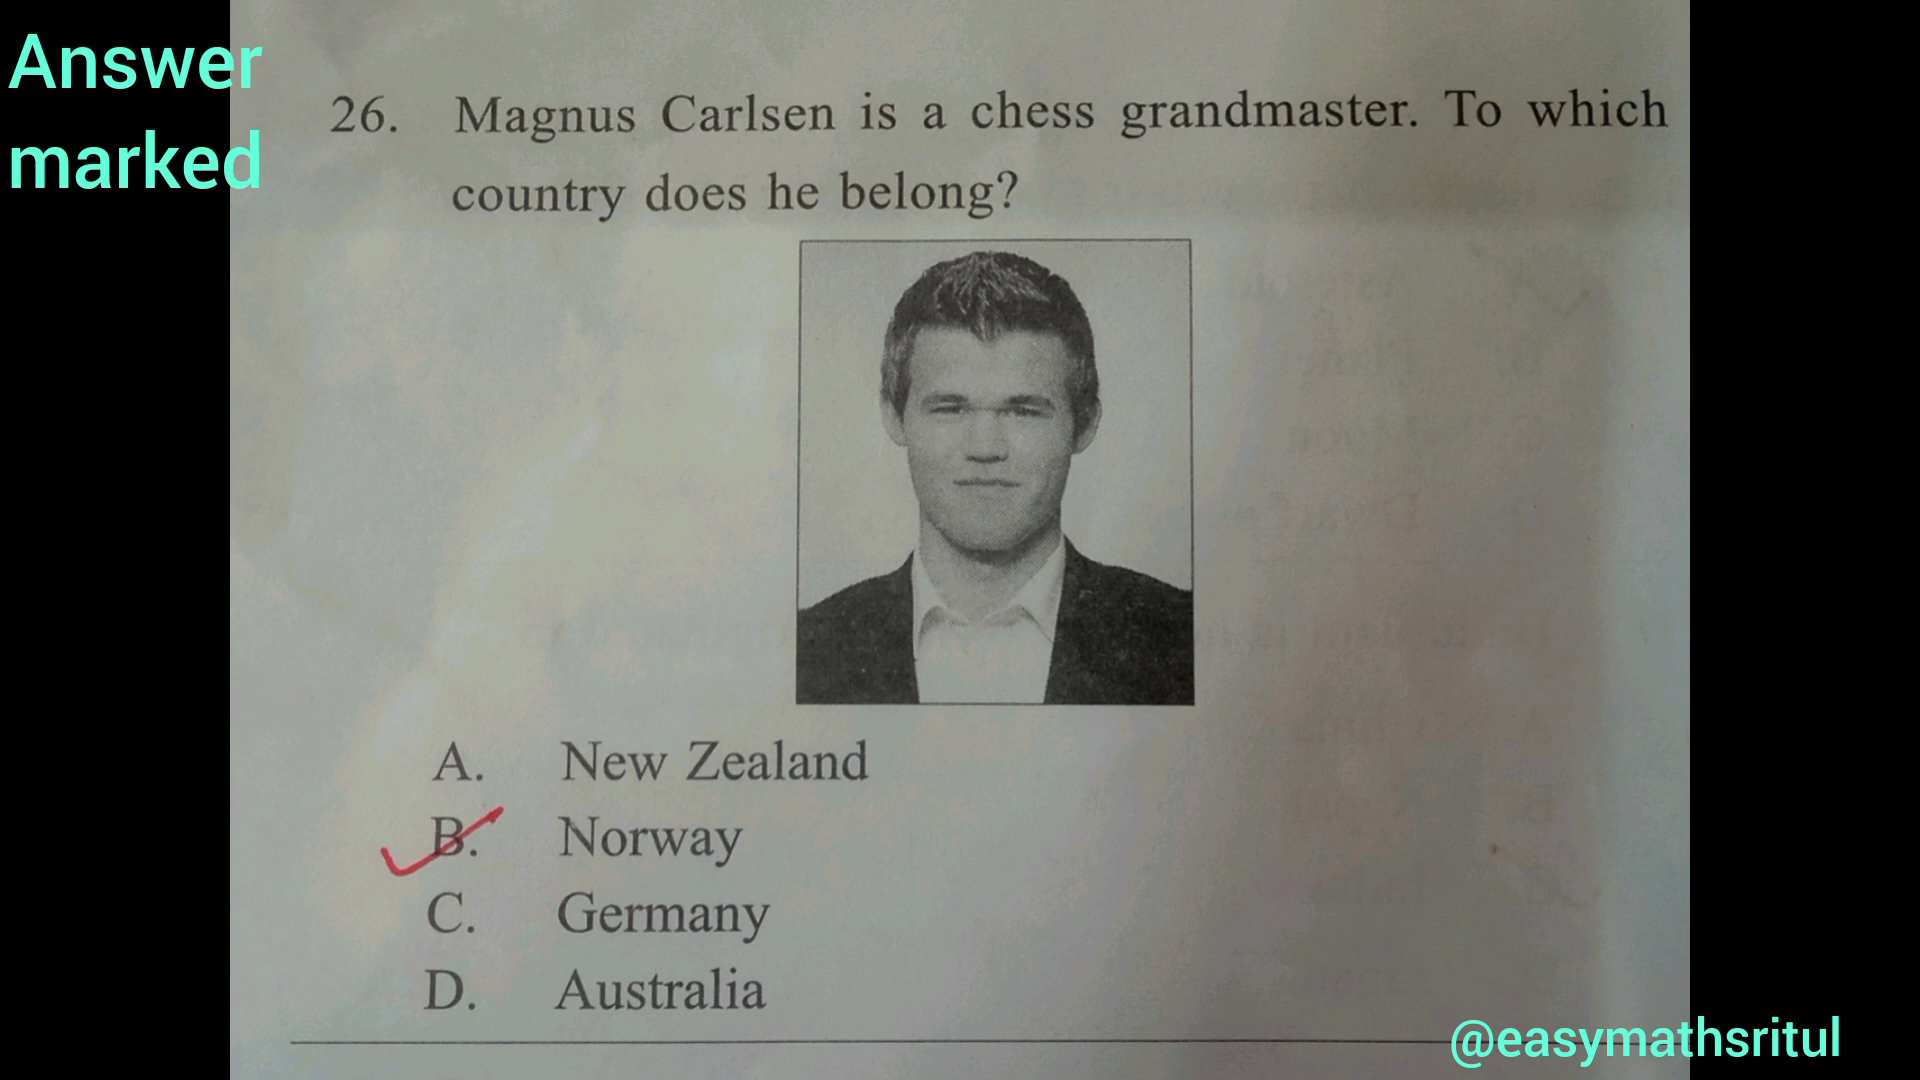 Answer
marked
26. Magnus Carlsen is a chess grandmaster. To which
country does he belong?
A. New Zealand
B. Norway
C. Germany
D. Australia
@easymathsritul